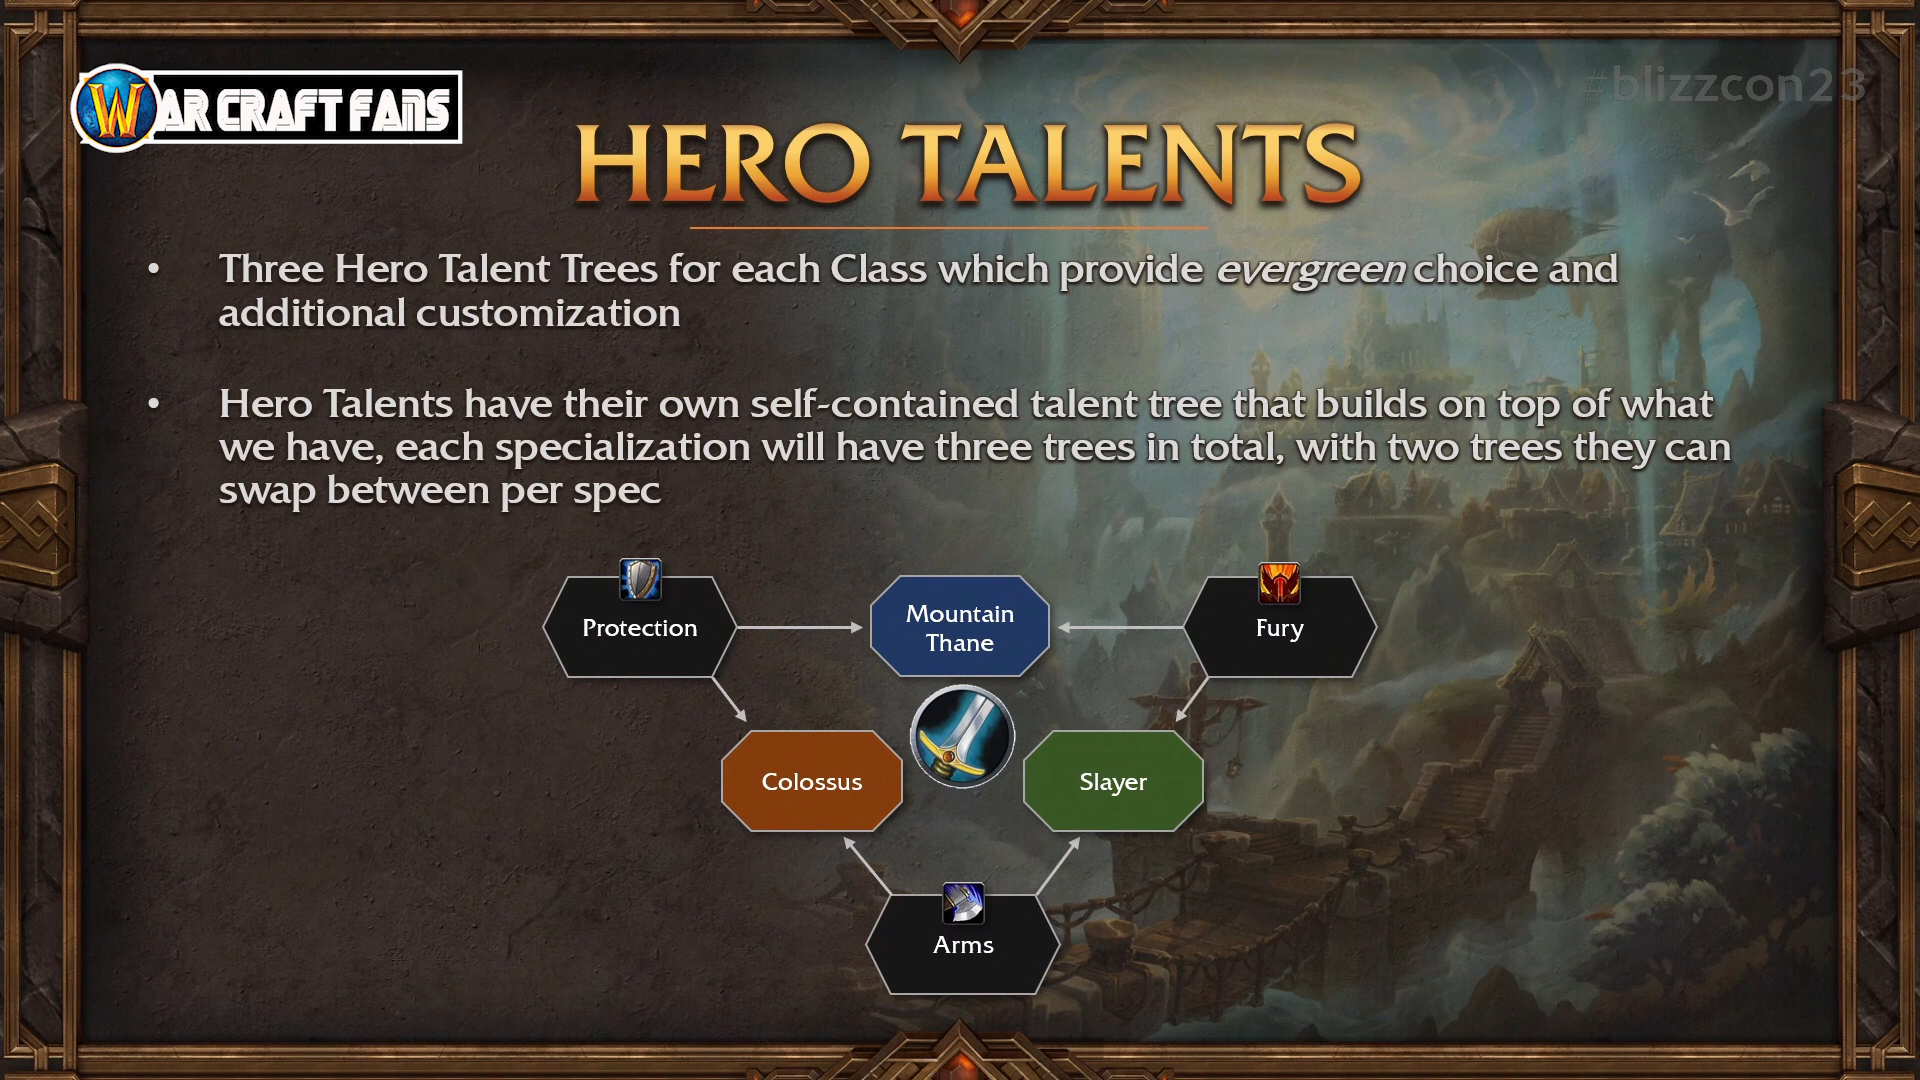 WAR CRAFT FANS
#blizzcon23
HERO TALENTS
• Three Hero Talent Trees for each Class which provide evergreen choice and
additional customization
• Hero Talents have their own self-contained talent tree that builds on top of what
we have, each specialization will have three trees in total, with two trees they can
swap between per spec
Protection
Mountain
Thane
Fury
Colossus
Slayer
Arms